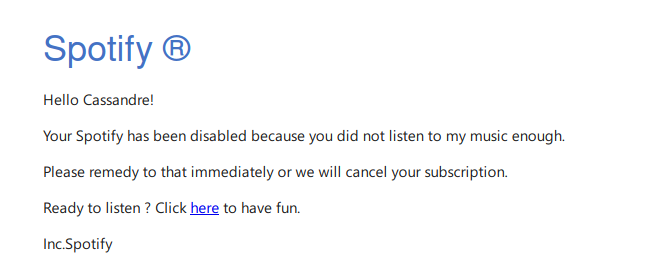 Spotify ®
Hello Cassandre!
Your Spotify has been disabled because you did not listen to my music enough.
Please remedy to that immediately or we will cancel your subscription.
Ready to listen ? Click here to have fun.
Inc.Spotify